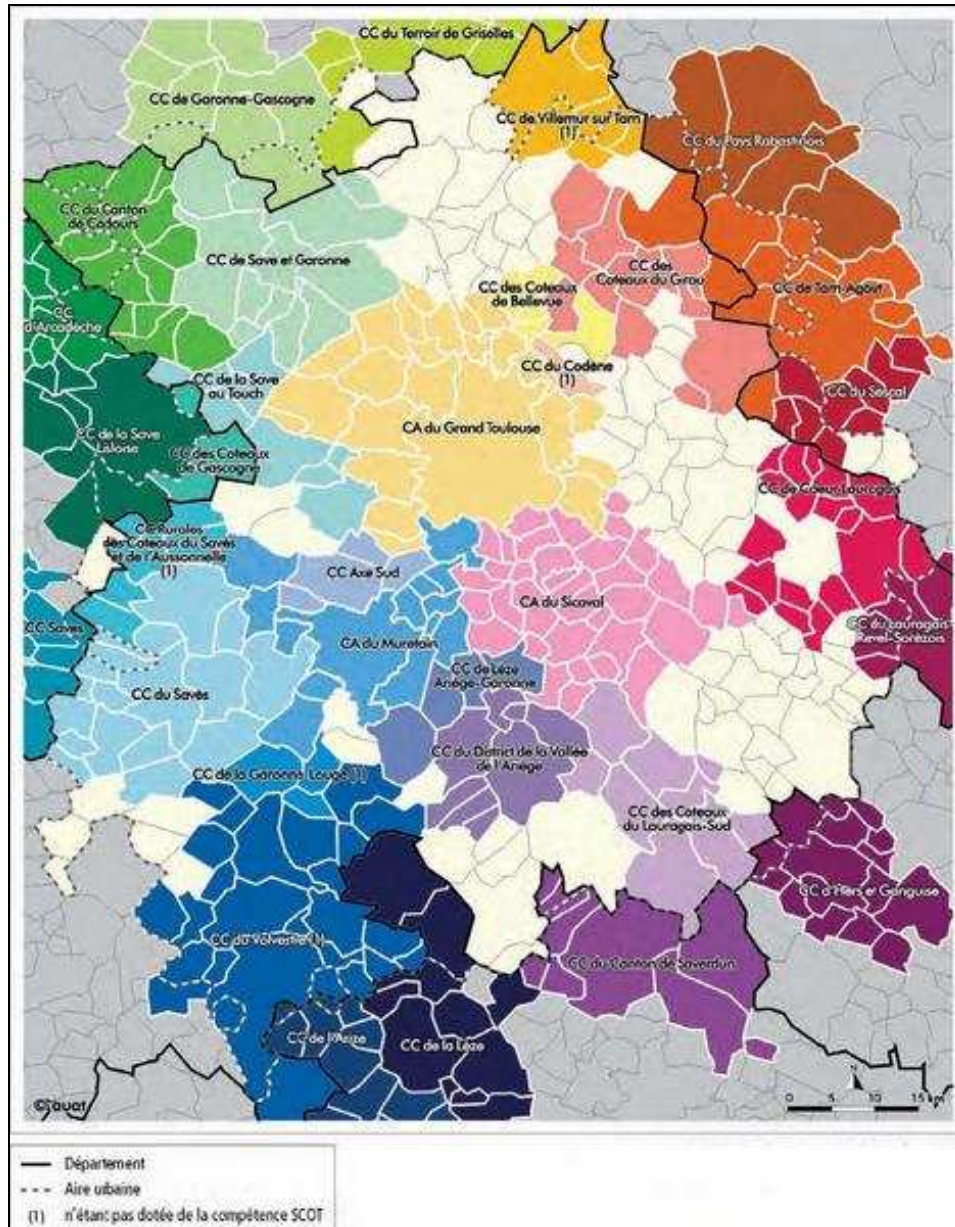 CC du Terroir de Grisolles
CC de Garonne-Gascogne
CC de Villemur sur Tarn
(1)
CC du Pays Rabastinois
CC du Canton
de Cadours
CC de Save et Garonne
CC des
Coteaux du Girou
CC des Coteaux
de Bellevue
CC de Tarn-Agout
CC
d'Arcadèche
CC du Codène
(1)
CC de la Save
au Touch
CC du Sescal
CC de la Save
Lisloise
CA du Grand Toulouse
CC des Coteaux
de Gascogne
CC de Coeur Lauragais
CC Rurales
des Coteaux du Savès
et de l'Aussonnelle
(1)
CC Axe Sud
CA du Sicoval
CC Saves
CA du Muretain
CC du Lauragais
Revel-Sorezois
CC de Lèze
Ariège-Garonne
CC du Savès
CC du District de la Vallée
de l'Ariège
CC de la Garonne-Louge (1)
CC des Coteaux
du Lauragais-Sud
CC d'Hers et Ganguise
CC du Volvestre (1)
CC du Canton de Saverdun
CC de l'Arize
CC de la Lèze
N
©auat
0 5 10 15 km
Département
Aire urbaine
(1) n'étant pas dotée de la compétence SCOT